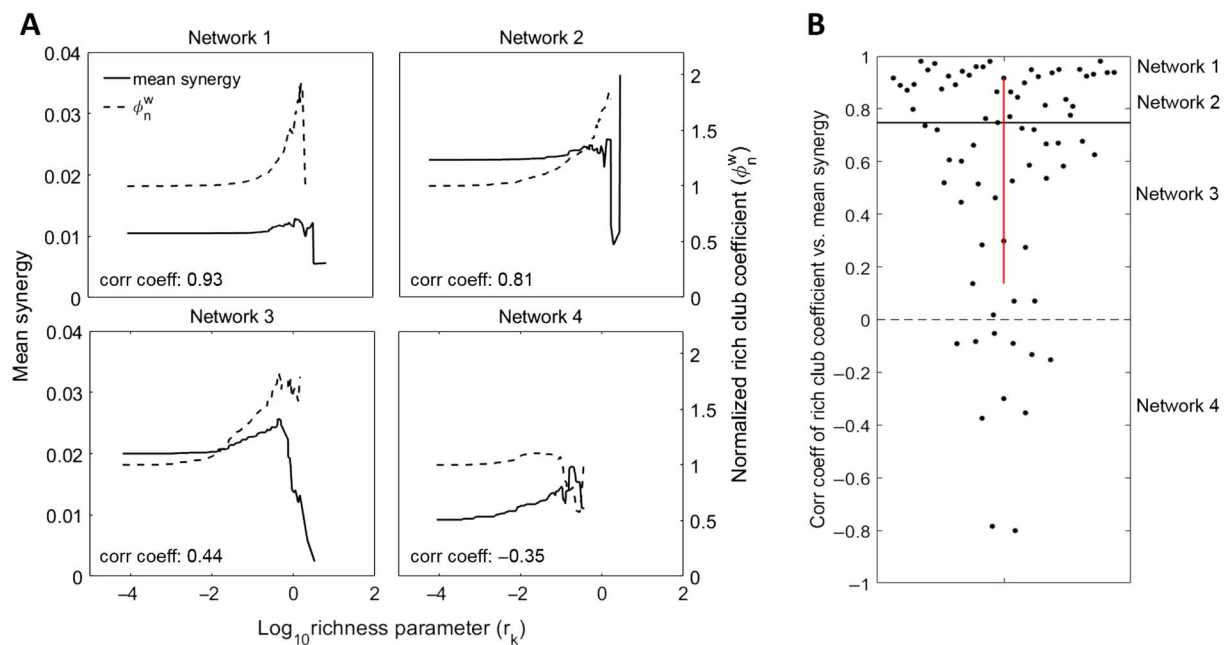 A
Network 1
Network 2
mean synergy
ϕₙʷ
0.04
0.03
0.02
0.01
0
corr coeff: 0.93
2
1.5
1
0.5
0
corr coeff: 0.81
Mean synergy
Normalized rich club coefficient (ϕₙʷ)
Network 3
Network 4
0.04
0.03
0.02
0.01
0
corr coeff: 0.44
2
1.5
1
0.5
0
corr coeff: −0.35
−4
−2
0
2
−4
−2
0
2
Log₁₀richness parameter (rₖ)
B
Corr coeff of rich club coefficient vs. mean synergy
1
0.8
0.6
0.4
0.2
0
−0.2
−0.4
−0.6
−0.8
−1
Network 1
Network 2
Network 3
Network 4